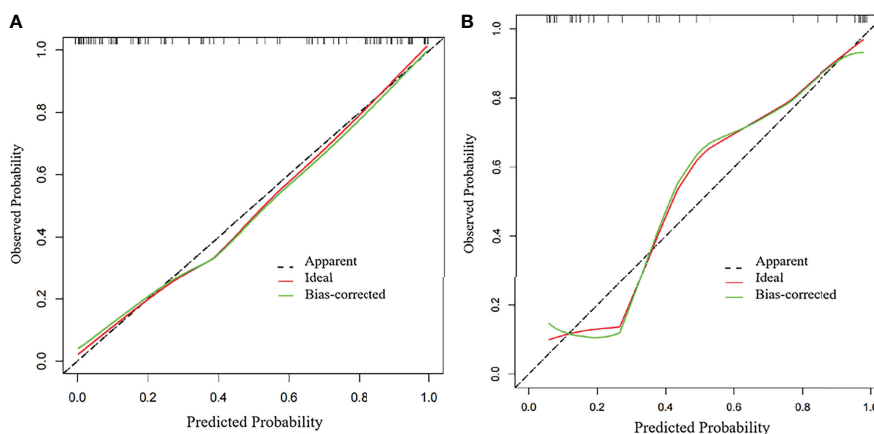 A
1.0
0.8
0.6
0.4
0.2
0.0
Observed Probability
Apparent
Ideal
Bias-corrected
0.0 0.2 0.4 0.6 0.8 1.0
Predicted Probability
B
1.0
0.8
0.6
0.4
0.2
0.0
Observed Probability
Apparent
Ideal
Bias-corrected
0.0 0.2 0.4 0.6 0.8 1.0
Predicted Probability